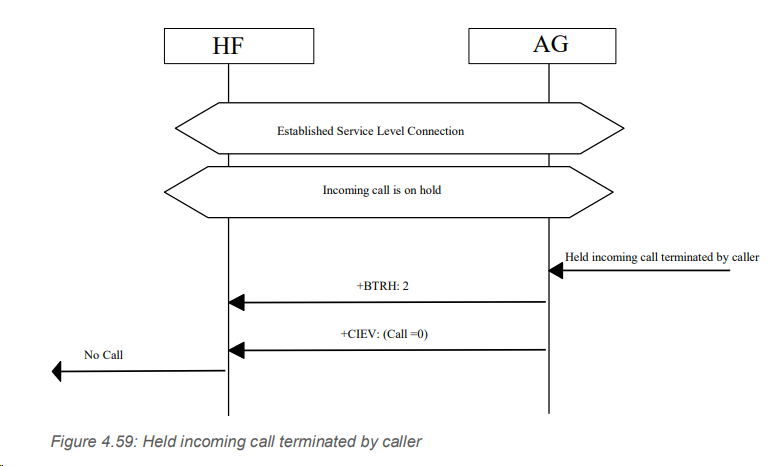 HF
AG
Established Service Level Connection
Incoming call is on hold
Held incoming call terminated by caller
+BTRH: 2
+CIEV: (Call =0)
No Call
Figure 4.59: Held incoming call terminated by caller